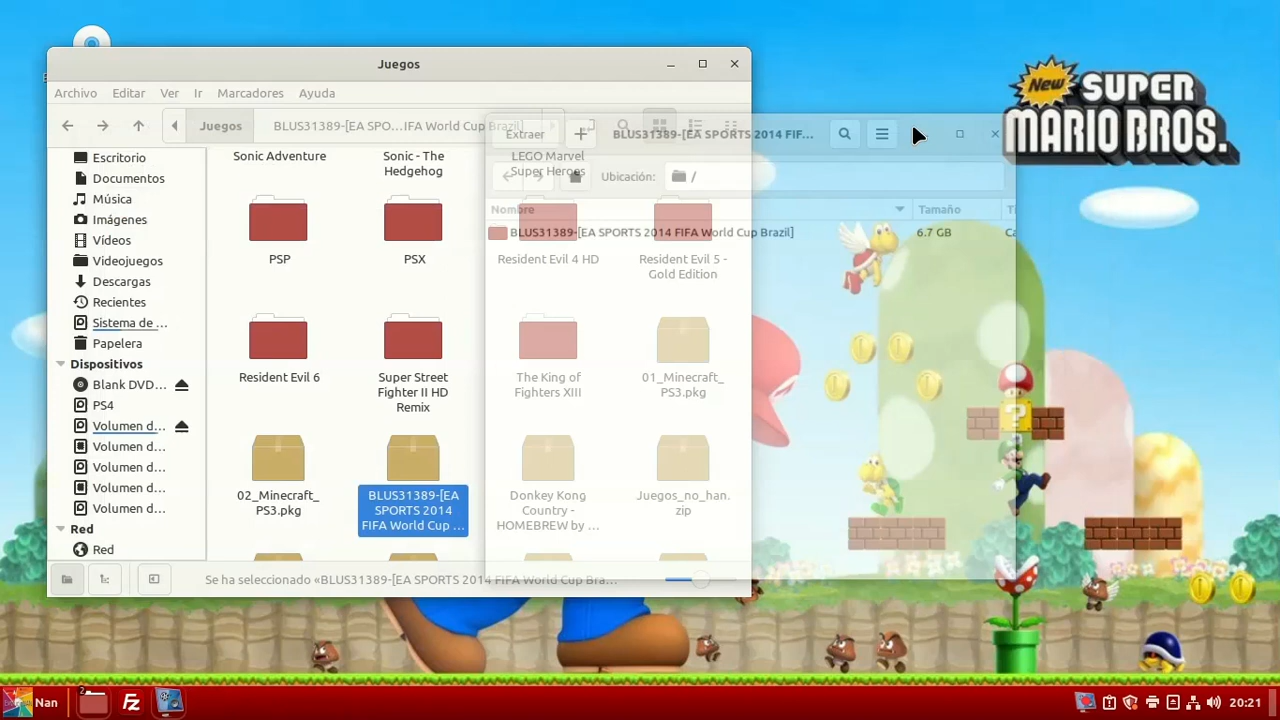 Juegos
Archivo Editar Ver Ir Marcadores Ayuda
Juegos
BLUS31389-[EA SPO...IFA World Cup Brazil]
Extraer
BLUS31389-[EA SPORTS 2014 FIF...
Ubicación:
/
Nombre
Tamaño
BLUS31389-[EA SPORTS 2014 FIFA World Cup Brazil]
6.7 GB
Ca
Escritorio
Documentos
Música
Imágenes
Vídeos
Videojuegos
Descargas
Recientes
Sistema de ...
Papelera
Dispositivos
Blank DVD...
PS4
Volumen d...
Volumen d...
Volumen d...
Volumen d...
Volumen d...
Red
Red
Sonic Adventure
Sonic - The
Hedgehog
LEGO Marvel
Super Heroes
PSP
PSX
Resident Evil 4 HD
Resident Evil 5 -
Gold Edition
Resident Evil 6
Super Street
Fighter II HD
Remix
The King of
Fighters XIII
01_Minecraft_
PS3.pkg
02_Minecraft_
PS3.pkg
BLUS31389-[EA
SPORTS 2014
FIFA World Cup ...
Donkey Kong
Country -
HOMEBREW by ...
Juegos_no_han.
zip
Se ha seleccionado «BLUS31389-[EA SPORTS 2014 FIFA World Cup Bra...
New
SUPER
MARIO BROS.
?
Nan
2
FZ
20:21